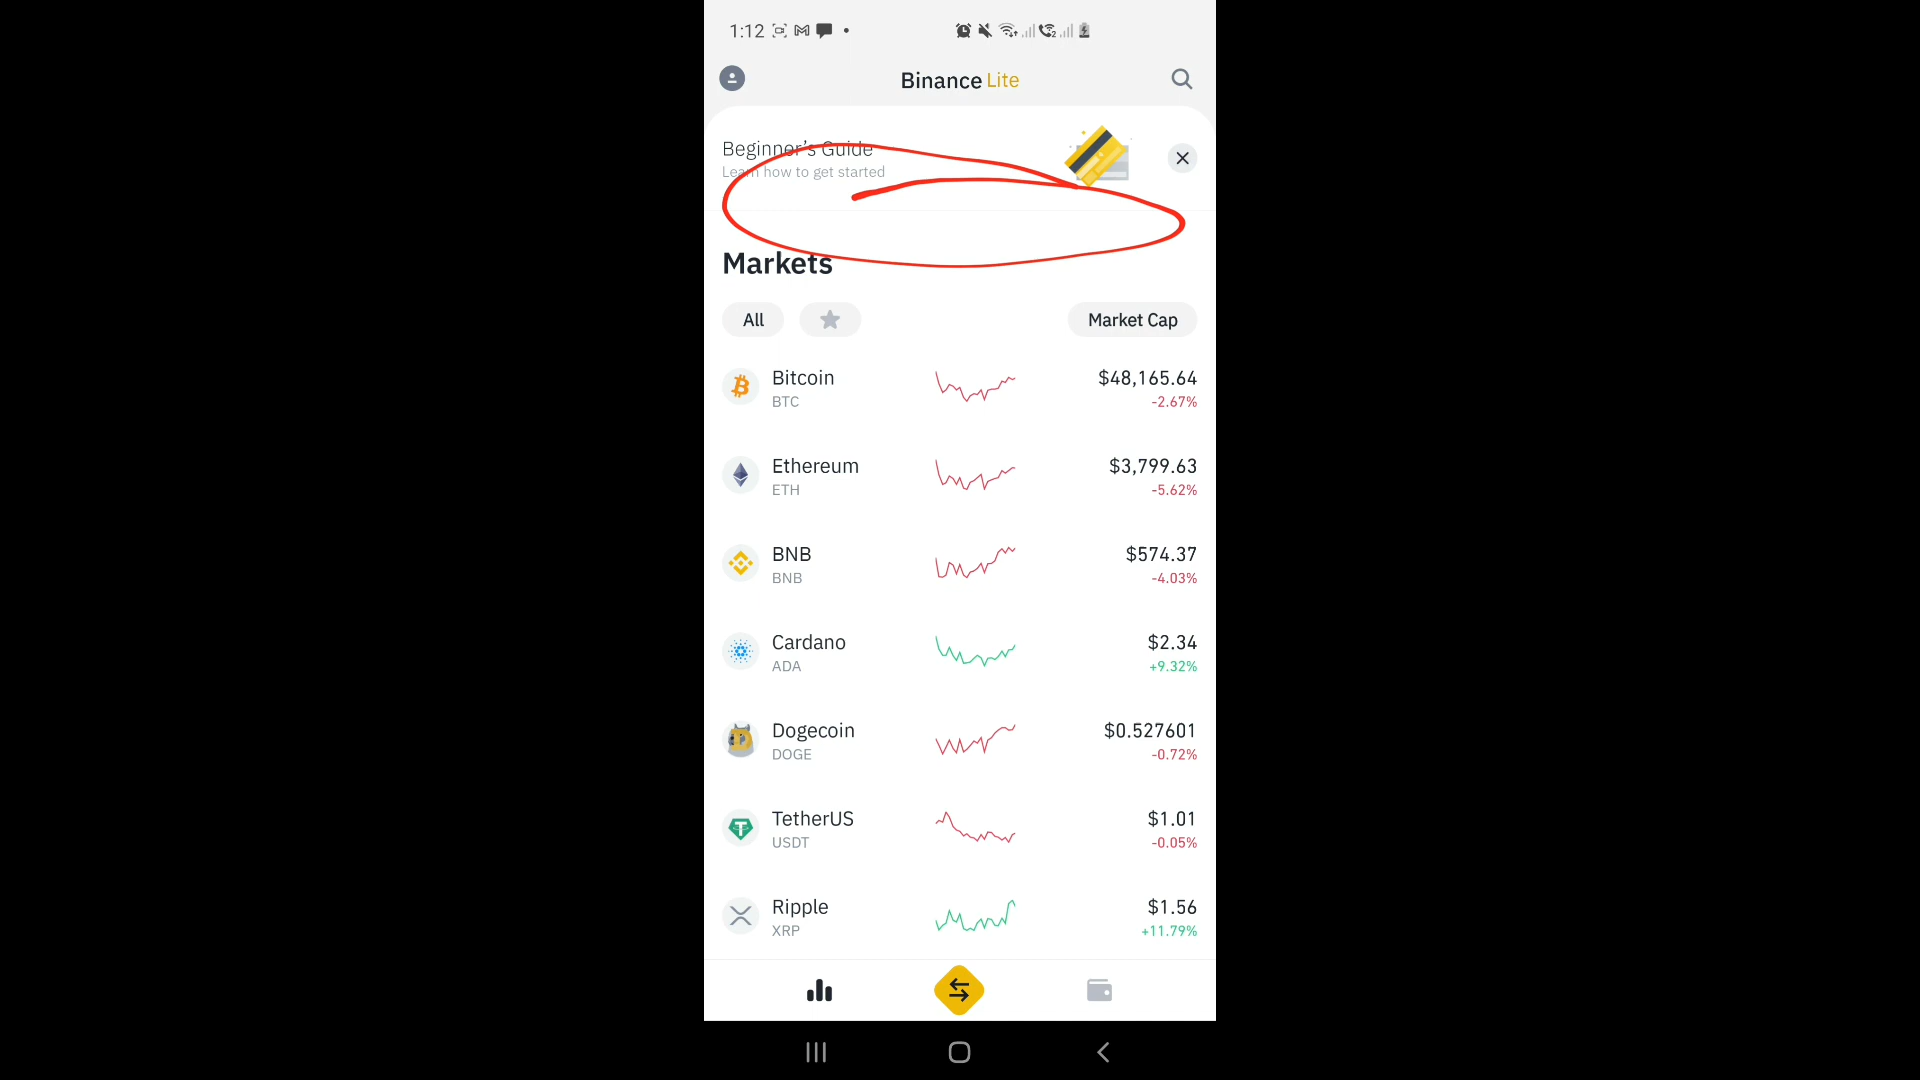 1:12
Binance Lite
Beginner's Guide
Learn how to get started
Markets
All
Market Cap
Bitcoin
BTC
$48,165.64
-2.67%
Ethereum
ETH
$3,799.63
-5.62%
BNB
BNB
$574.37
-4.03%
Cardano
ADA
$2.34
+9.32%
Dogecoin
DOGE
$0.527601
-0.72%
TetherUS
USDT
$1.01
-0.05%
Ripple
XRP
$1.56
+11.79%